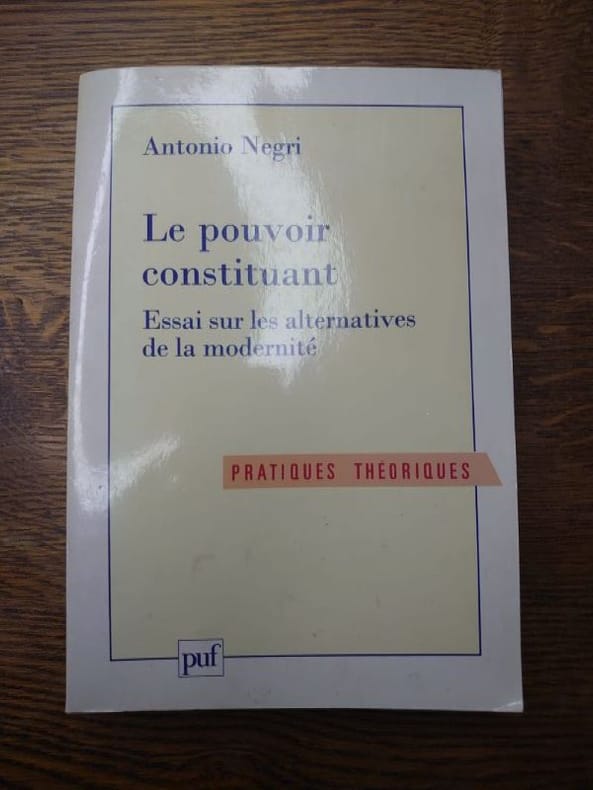 Antonio Negri
Le pouvoir
constituant
Essai sur les alternatives
de la modernité
PRATIQUES THÉORIQUES
puf